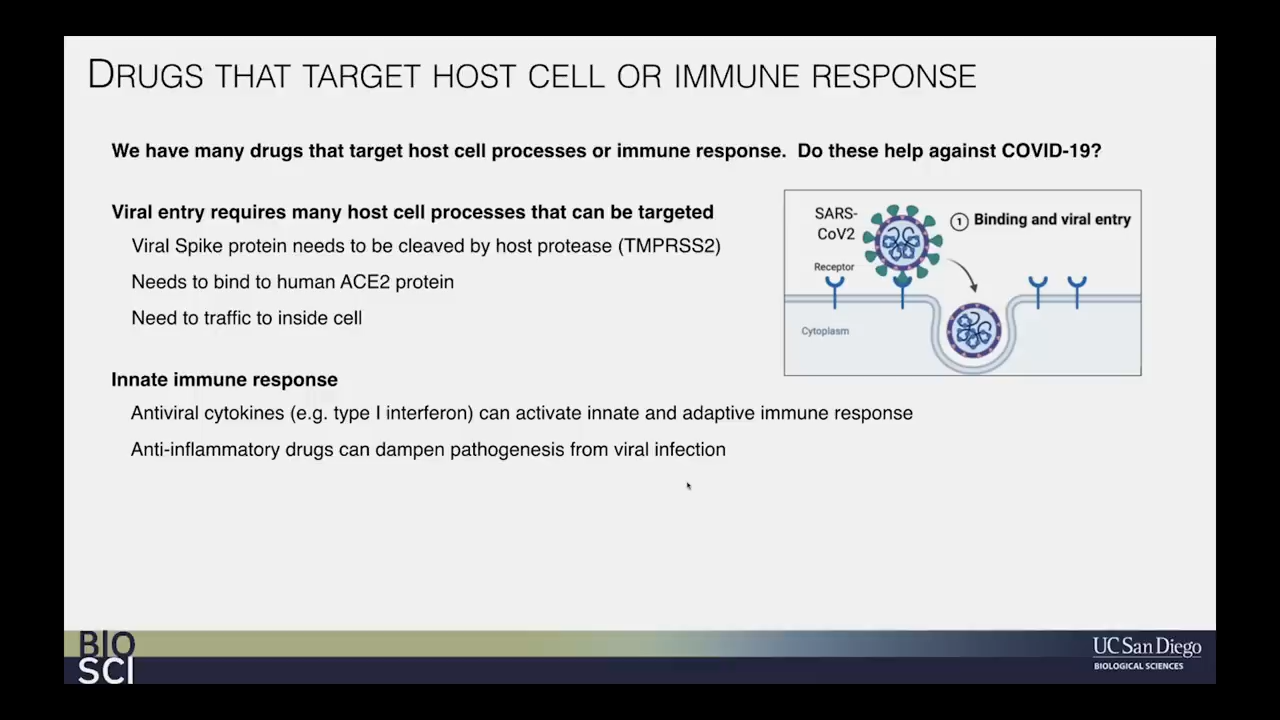 DRUGS THAT TARGET HOST CELL OR IMMUNE RESPONSE
We have many drugs that target host cell processes or immune response.  Do these help against COVID-19?
Viral entry requires many host cell processes that can be targeted
Viral Spike protein needs to be cleaved by host protease (TMPRSS2)
Needs to bind to human ACE2 protein
Need to traffic to inside cell
SARS-
CoV2
1 Binding and viral entry
Receptor
Cytoplasm
Innate immune response
Antiviral cytokines (e.g. type I interferon) can activate innate and adaptive immune response
Anti-inflammatory drugs can dampen pathogenesis from viral infection
BIO
SCI
UC San Diego
BIOLOGICAL SCIENCES